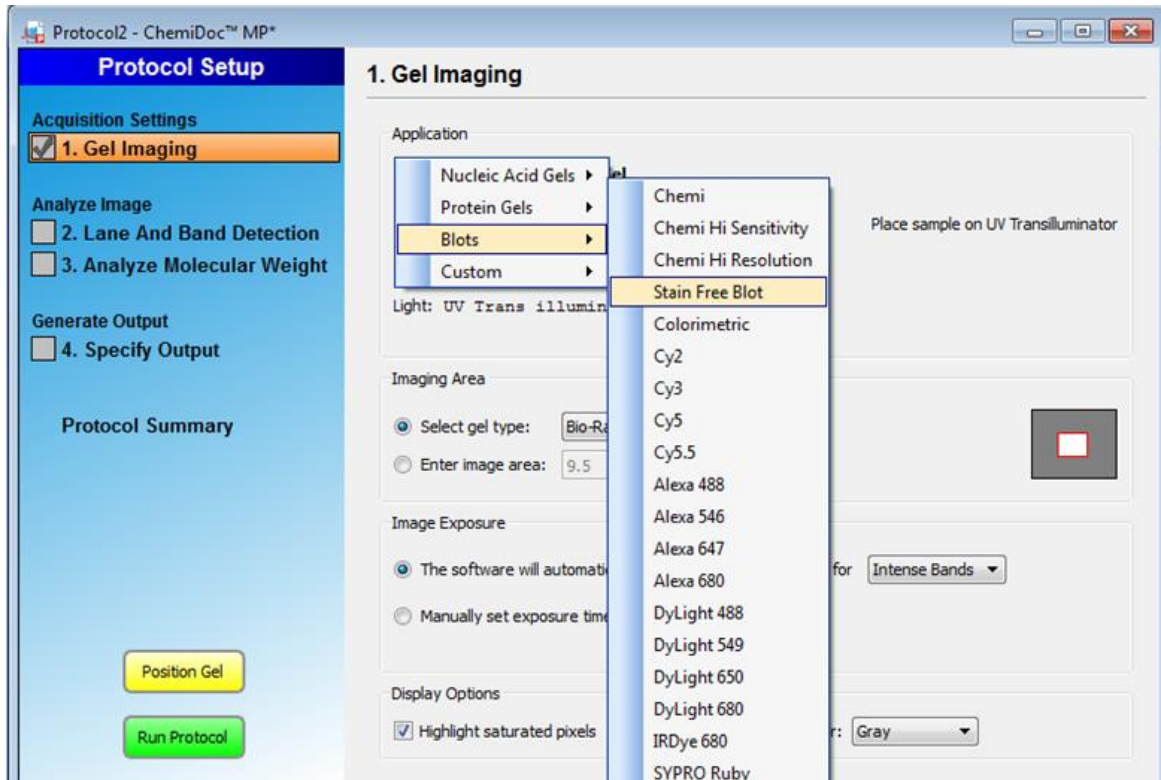 Protocol2 - ChemiDoc™ MP*
Protocol Setup
Acquisition Settings
1. Gel Imaging
Analyze Image
2. Lane And Band Detection
3. Analyze Molecular Weight
Generate Output
4. Specify Output
Protocol Summary
Position Gel
Run Protocol
1. Gel Imaging
Application
Nucleic Acid Gels
Protein Gels
Blots
Custom
Place sample on UV Transilluminator
Light: UV Trans illumin
Chemi
Chemi Hi Sensitivity
Chemi Hi Resolution
Stain Free Blot
Colorimetric
Cy2
Cy3
Cy5
Cy5.5
Alexa 488
Alexa 546
Alexa 647
Alexa 680
DyLight 488
DyLight 549
DyLight 650
DyLight 680
IRDye 680
SYPRO Ruby
Imaging Area
Select gel type: Bio-Ra
Enter image area: 9.5
Image Exposure
The software will automati for Intense Bands
Manually set exposure time
Display Options
Highlight saturated pixels r: Gray